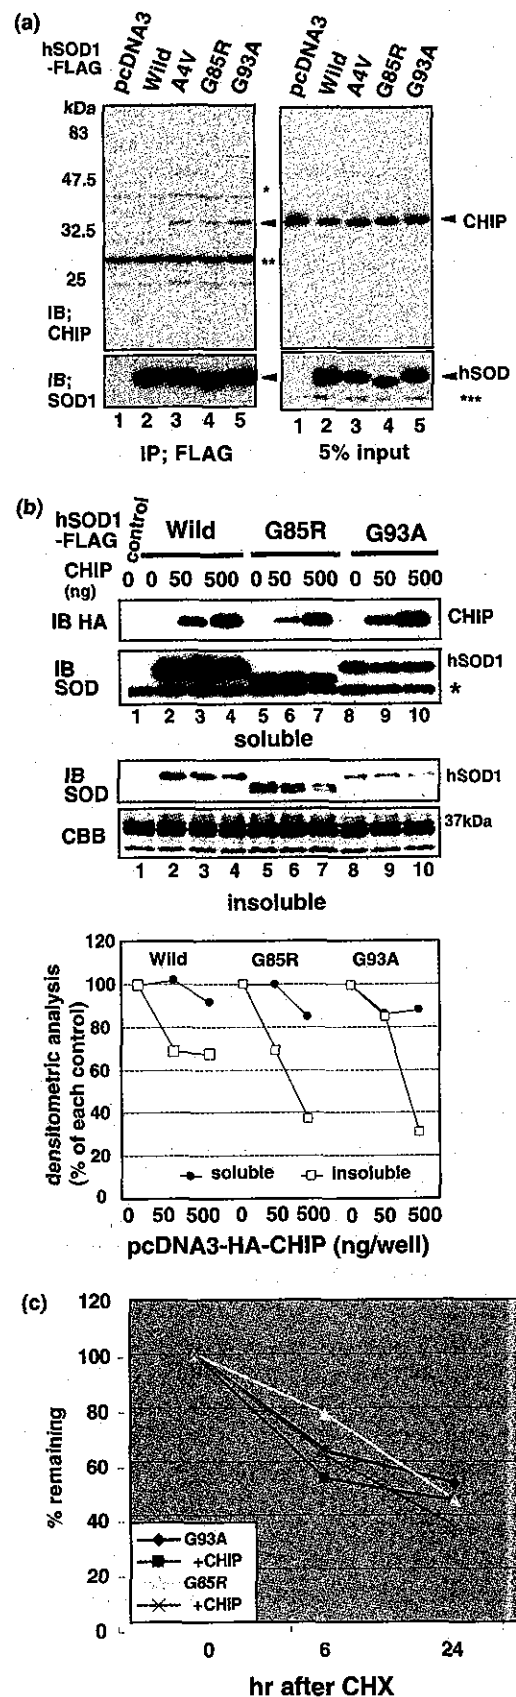 (a)
hSOD1
-FLAG
pcDNA3 Wild A4V G85R G93A
pcDNA3 Wild A4V G85R G93A
kDa
83
47.5
32.5
25
*
**
CHIP
IB;
CHIP
IB;
SOD1
hSOD
***
1 2 3 4 5
1 2 3 4 5
IP; FLAG
5% input
(b)
hSOD1
-FLAG
control
Wild G85R G93A
CHIP
(ng)
0 0 50 500 0 50 500 0 50 500
IB HA
CHIP
IB
SOD
hSOD1
*
1 2 3 4 5 6 7 8 9 10
soluble
IB
SOD
hSOD1
CBB
37kDa
1 2 3 4 5 6 7 8 9 10
insoluble
densitometric analysis
(% of each control)
120
100
80
60
40
20
0
Wild G85R G93A
soluble insoluble
0 50 500 0 50 500 0 50 500
pcDNA3-HA-CHIP (ng/well)
(c)
% remaining
120
100
80
60
40
20
0
G93A
+CHIP
G85R
+CHIP
0 6 24
hr after CHX